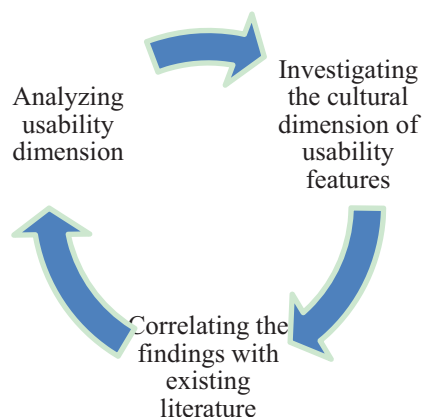 Analyzing
usability
dimension
Investigating
the cultural
dimension of
usability
features
Correlating the
findings with
existing
literature